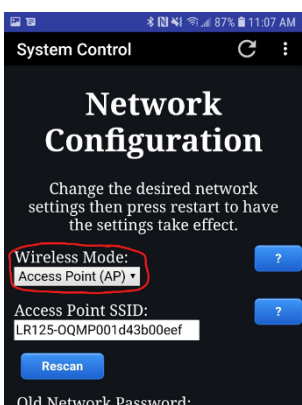 87% 11:07 AM
System Control
Network
Configuration
Change the desired network
settings then press restart to have
the settings take effect.
Wireless Mode:
?
Access Point (AP)
Access Point SSID:
?
LR125-OQMP001d43b00eef
Rescan
Old Network Password: